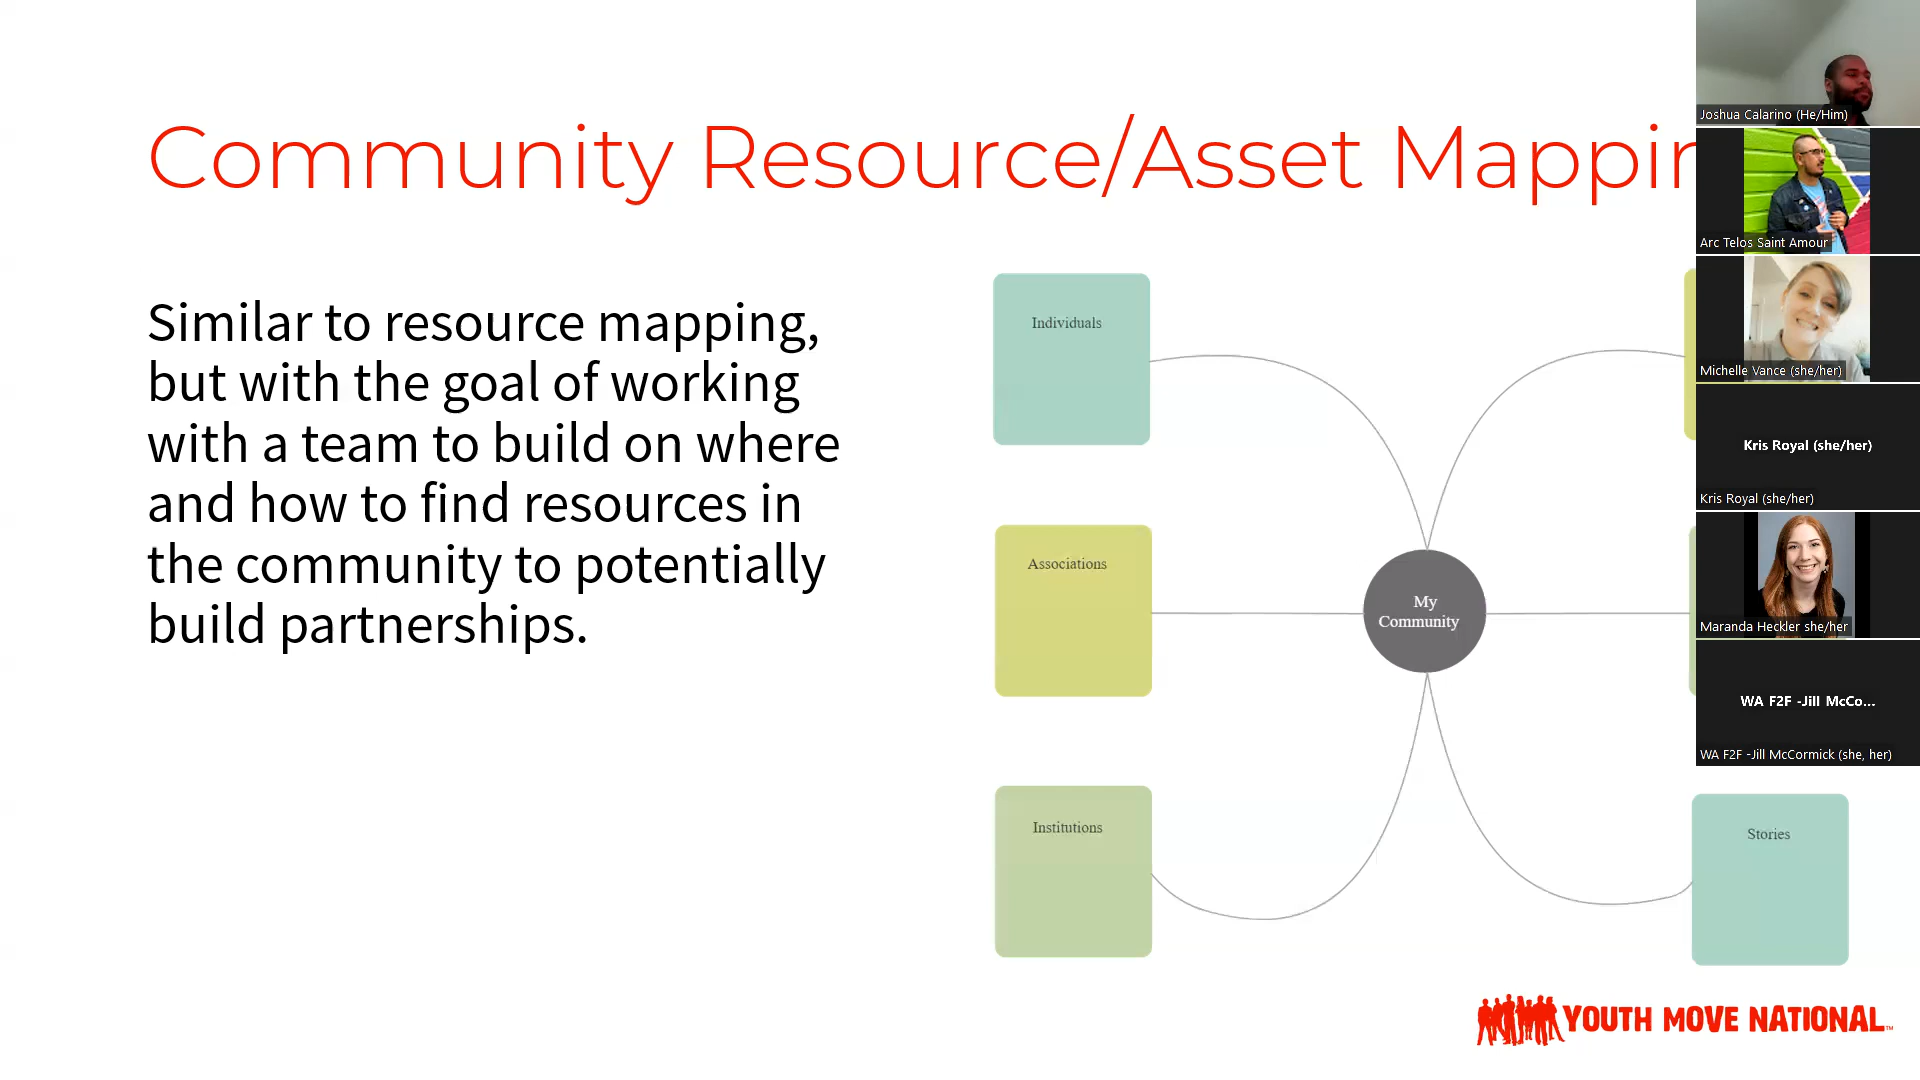 Community Resource/Asset Mappin
Similar to resource mapping,
but with the goal of working
with a team to build on where
and how to find resources in
the community to potentially
build partnerships.
Individuals
Associations
Institutions
My
Community
Stories
YOUTH MOVE NATIONAL™
Joshua Calarino (He/Him)
Arc Telos Saint Amour
Michelle Vance (she/her)
Kris Royal (she/her)
Kris Royal (she/her)
Maranda Heckler she/her
WA F2F -Jill McCo...
WA F2F -Jill McCormick (she, her)